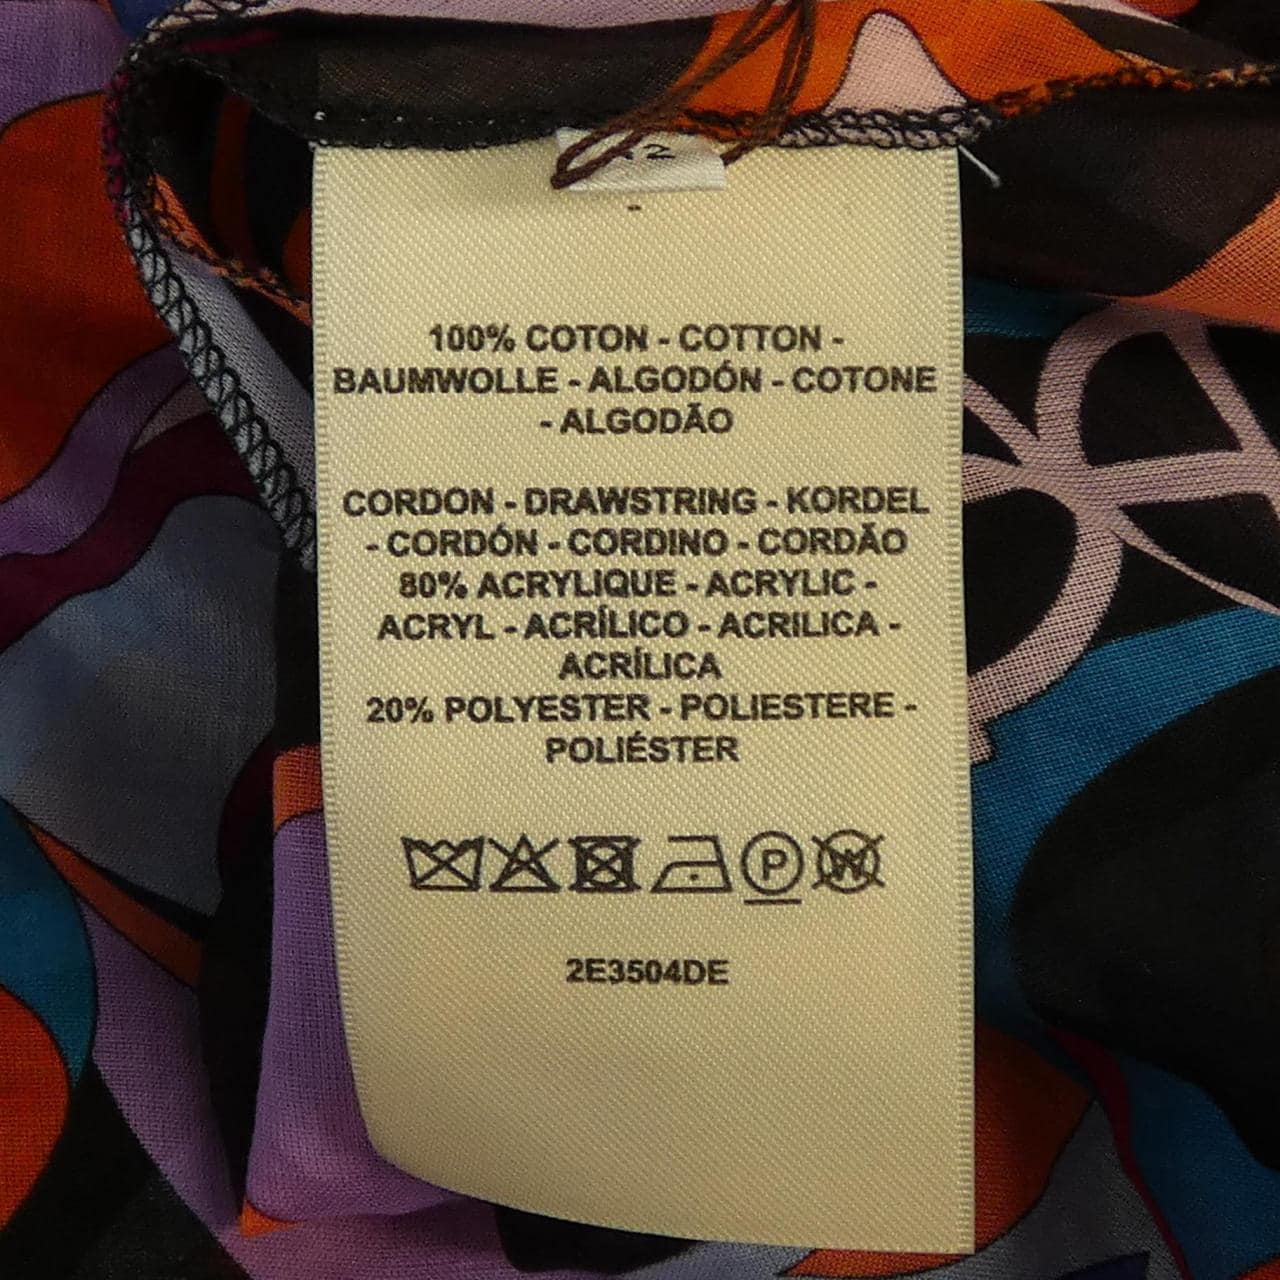 100% COTON - COTTON -
BAUMWOLLE - ALGODÓN - COTONE
- ALGODÃO
CORDON - DRAWSTRING - KORDEL
- CORDÓN - CORDINO - CORDÃO
80% ACRYLIQUE - ACRYLIC -
ACRYL - ACRÍLICO - ACRILICA -
ACRÍLICA
20% POLYESTER - POLIESTERE -
POLIÉSTER
P W
2E3504DE